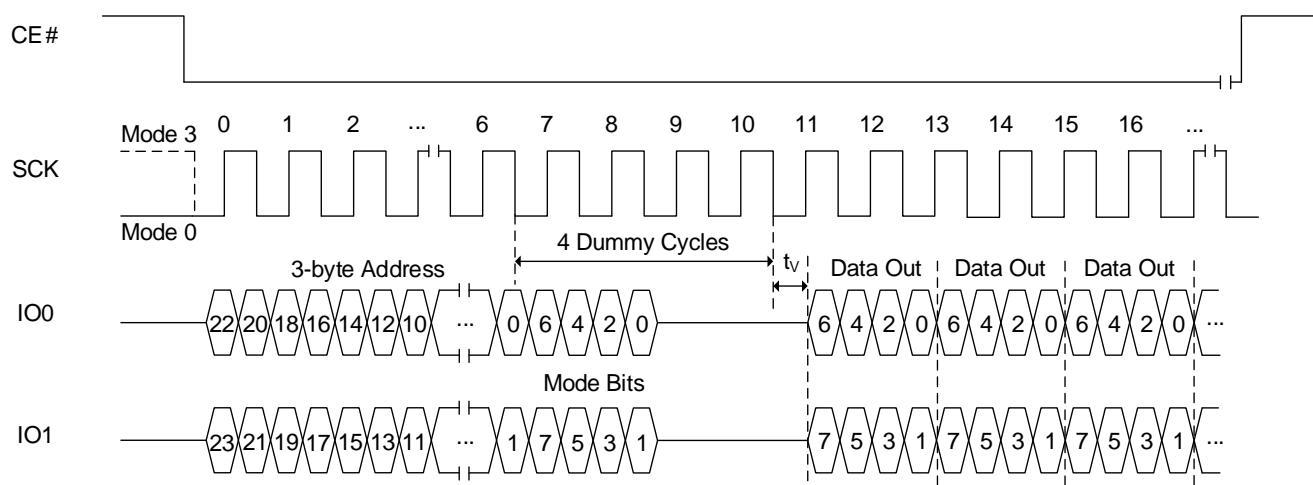 CE#
Mode 3 0 1 2 ... 6 7 8 9 10 11 12 13 14 15 16 ...
SCK
Mode 0
4 Dummy Cycles
3-byte Address tV Data Out Data Out Data Out
IO0 22 20 18 16 14 12 10 ... 0 6 4 2 0 6 4 2 0 6 4 2 0 6 4 2 0 ...
Mode Bits
IO1 23 21 19 17 15 13 11 ... 1 7 5 3 1 7 5 3 1 7 5 3 1 7 5 3 1 ...